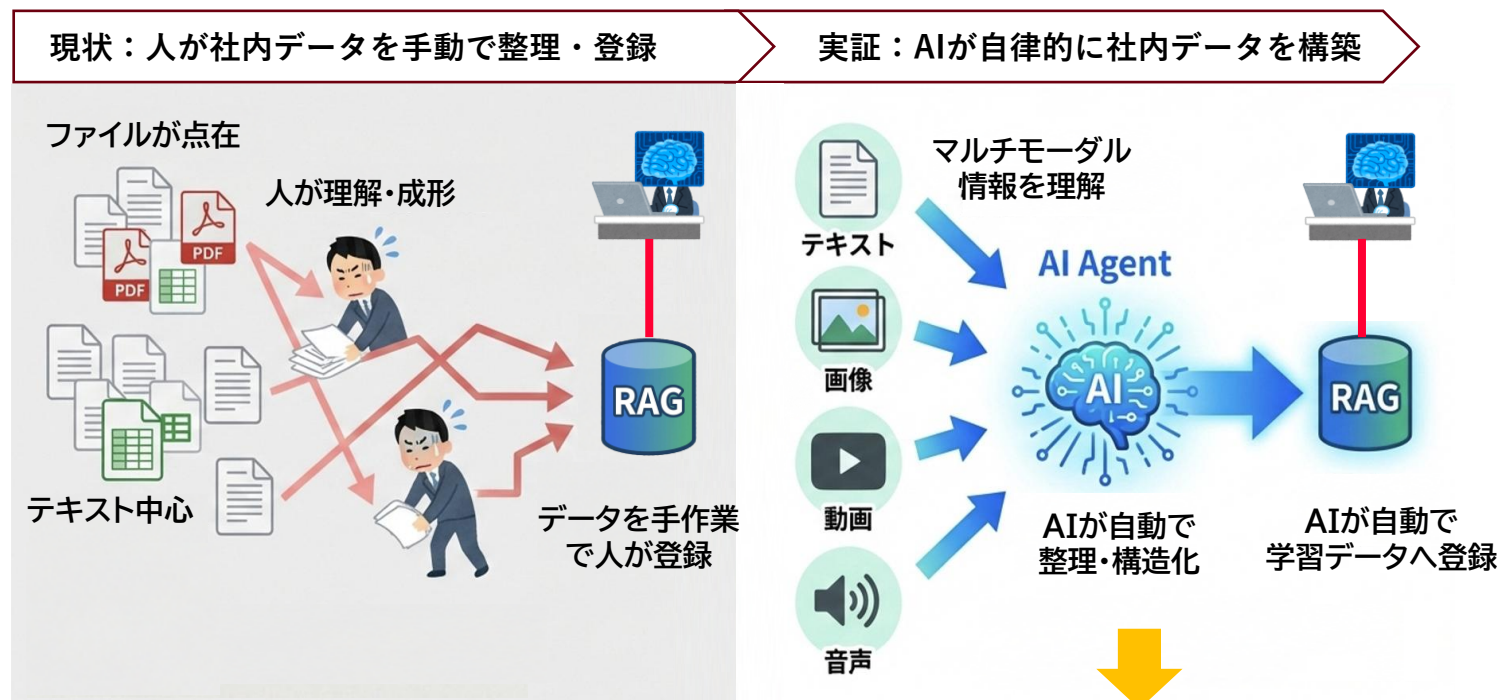 現状：人が社内データを手動で整理・登録
実証：AIが自律的に社内データを構築
ファイルが点在
人が理解・成形
PDF
PDF
テキスト中心
RAG
データを手作業
で人が登録
マルチモーダル
情報を理解
テキスト
画像
動画
音声
AI Agent
AI
AIが自動で
整理・構造化
RAG
AIが自動で
学習データへ登録